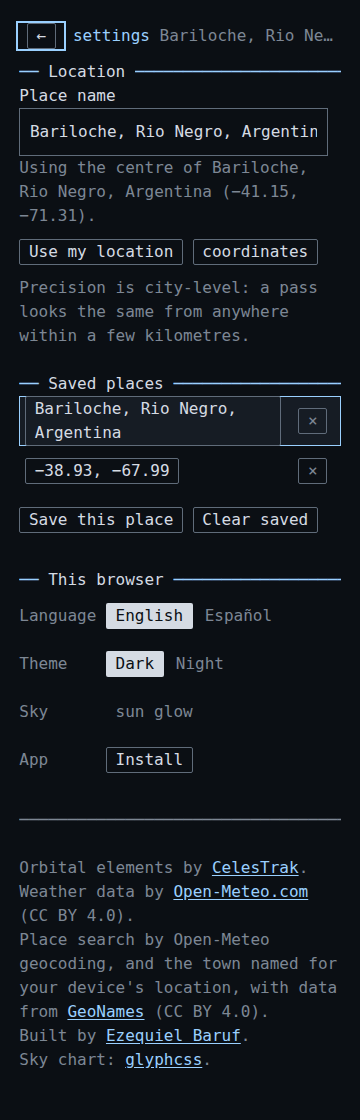 ← settings Bariloche, Rio Ne…
Location
Place name
Bariloche, Rio Negro, Argentin
Using the centre of Bariloche,
Rio Negro, Argentina (−41.15,
−71.31).
Use my location coordinates
Precision is city-level: a pass
looks the same from anywhere
within a few kilometres.
Saved places
Bariloche, Rio Negro,
Argentina ×
−38.93, −67.99 ×
Save this place Clear saved
This browser
Language English Español
Theme Dark Night
Sky sun glow
App Install
Orbital elements by CelesTrak.
Weather data by Open-Meteo.com
(CC BY 4.0).
Place search by Open-Meteo
geocoding, and the town named for
your device's location, with data
from GeoNames (CC BY 4.0).
Built by Ezequiel Baruf.
Sky chart: glyphcss.